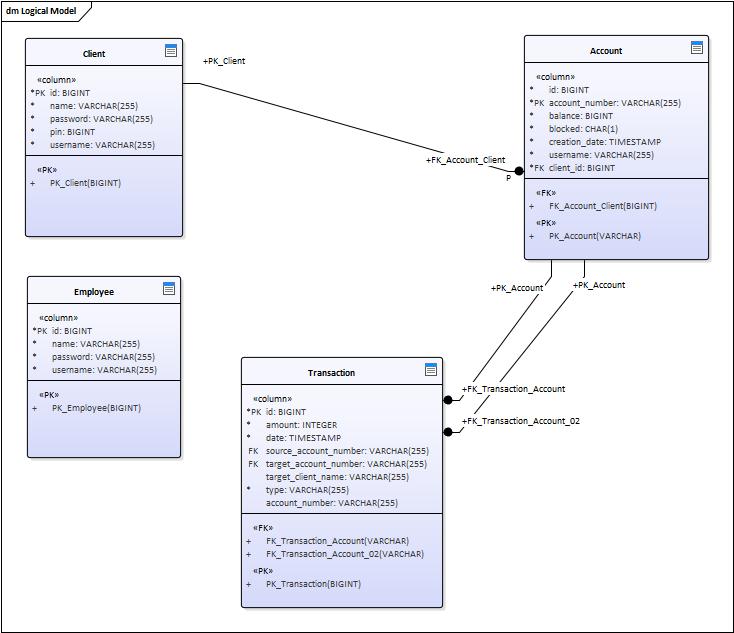 dm Logical Model
Client
«column»
*PK id: BIGINT
* name: VARCHAR(255)
* password: VARCHAR(255)
* pin: BIGINT
* username: VARCHAR(255)
«PK»
+ PK_Client(BIGINT)
+PK_Client
+FK_Account_Client
P
Account
«column»
* id: BIGINT
*PK account_number: VARCHAR(255)
* balance: BIGINT
* blocked: CHAR(1)
* creation_date: TIMESTAMP
* username: VARCHAR(255)
*FK client_id: BIGINT
«FK»
+ FK_Account_Client(BIGINT)
«PK»
+ PK_Account(VARCHAR)
+PK_Account
+PK_Account
Employee
«column»
*PK id: BIGINT
* name: VARCHAR(255)
* password: VARCHAR(255)
* username: VARCHAR(255)
«PK»
+ PK_Employee(BIGINT)
+FK_Transaction_Account
+FK_Transaction_Account_02
Transaction
«column»
*PK id: BIGINT
* amount: INTEGER
* date: TIMESTAMP
FK source_account_number: VARCHAR(255)
FK target_account_number: VARCHAR(255)
target_client_name: VARCHAR(255)
* type: VARCHAR(255)
account_number: VARCHAR(255)
«FK»
+ FK_Transaction_Account(VARCHAR)
+ FK_Transaction_Account_02(VARCHAR)
«PK»
+ PK_Transaction(BIGINT)